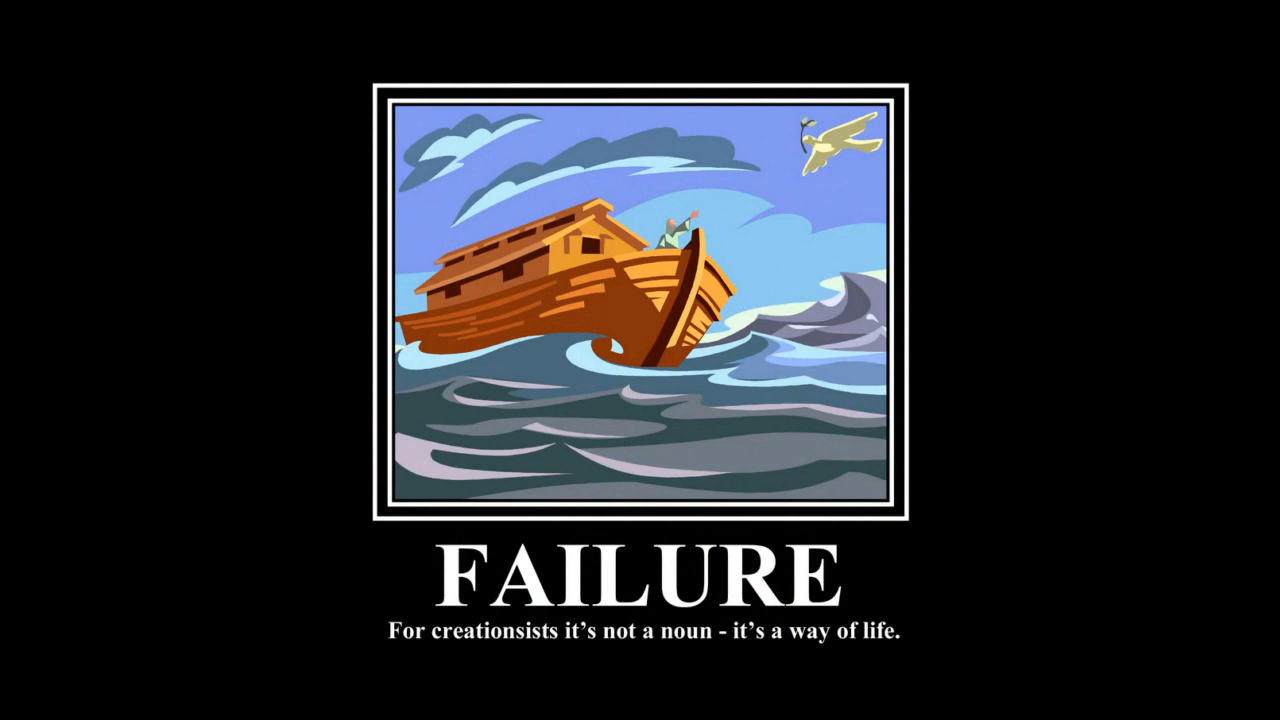 FAILURE
For creationsists it’s not a noun - it’s a way of life.